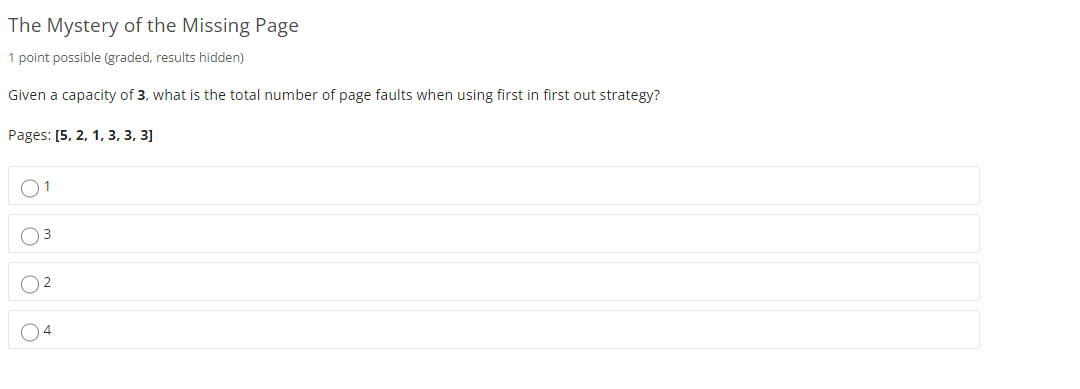 The Mystery of the Missing Page
1 point possible (graded, results hidden)
Given a capacity of 3, what is the total number of page faults when using first in first out strategy?
Pages: [5, 2, 1, 3, 3, 3]
1
3
2
4